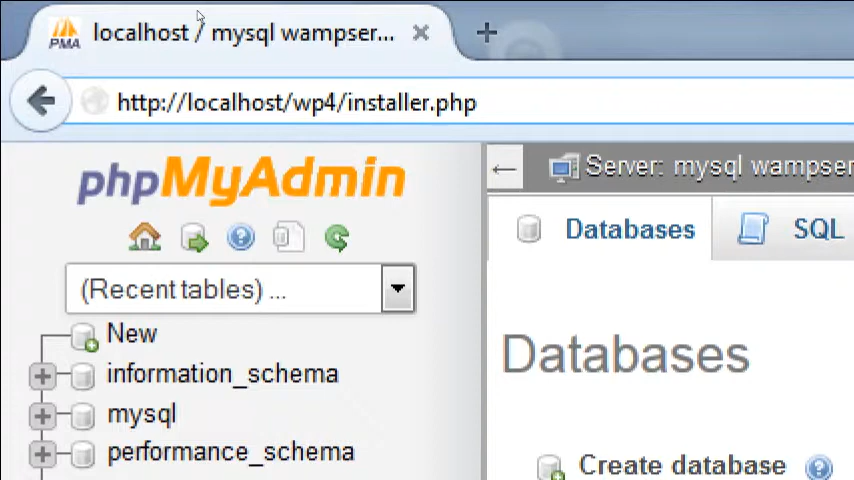 PMA
localhost / mysql wampser...
http://localhost/wp4/installer.php
phpMyAdmin
Server: mysql wampser
Databases
SQL
(Recent tables) ...
New
information_schema
mysql
performance_schema
Databases
Create database